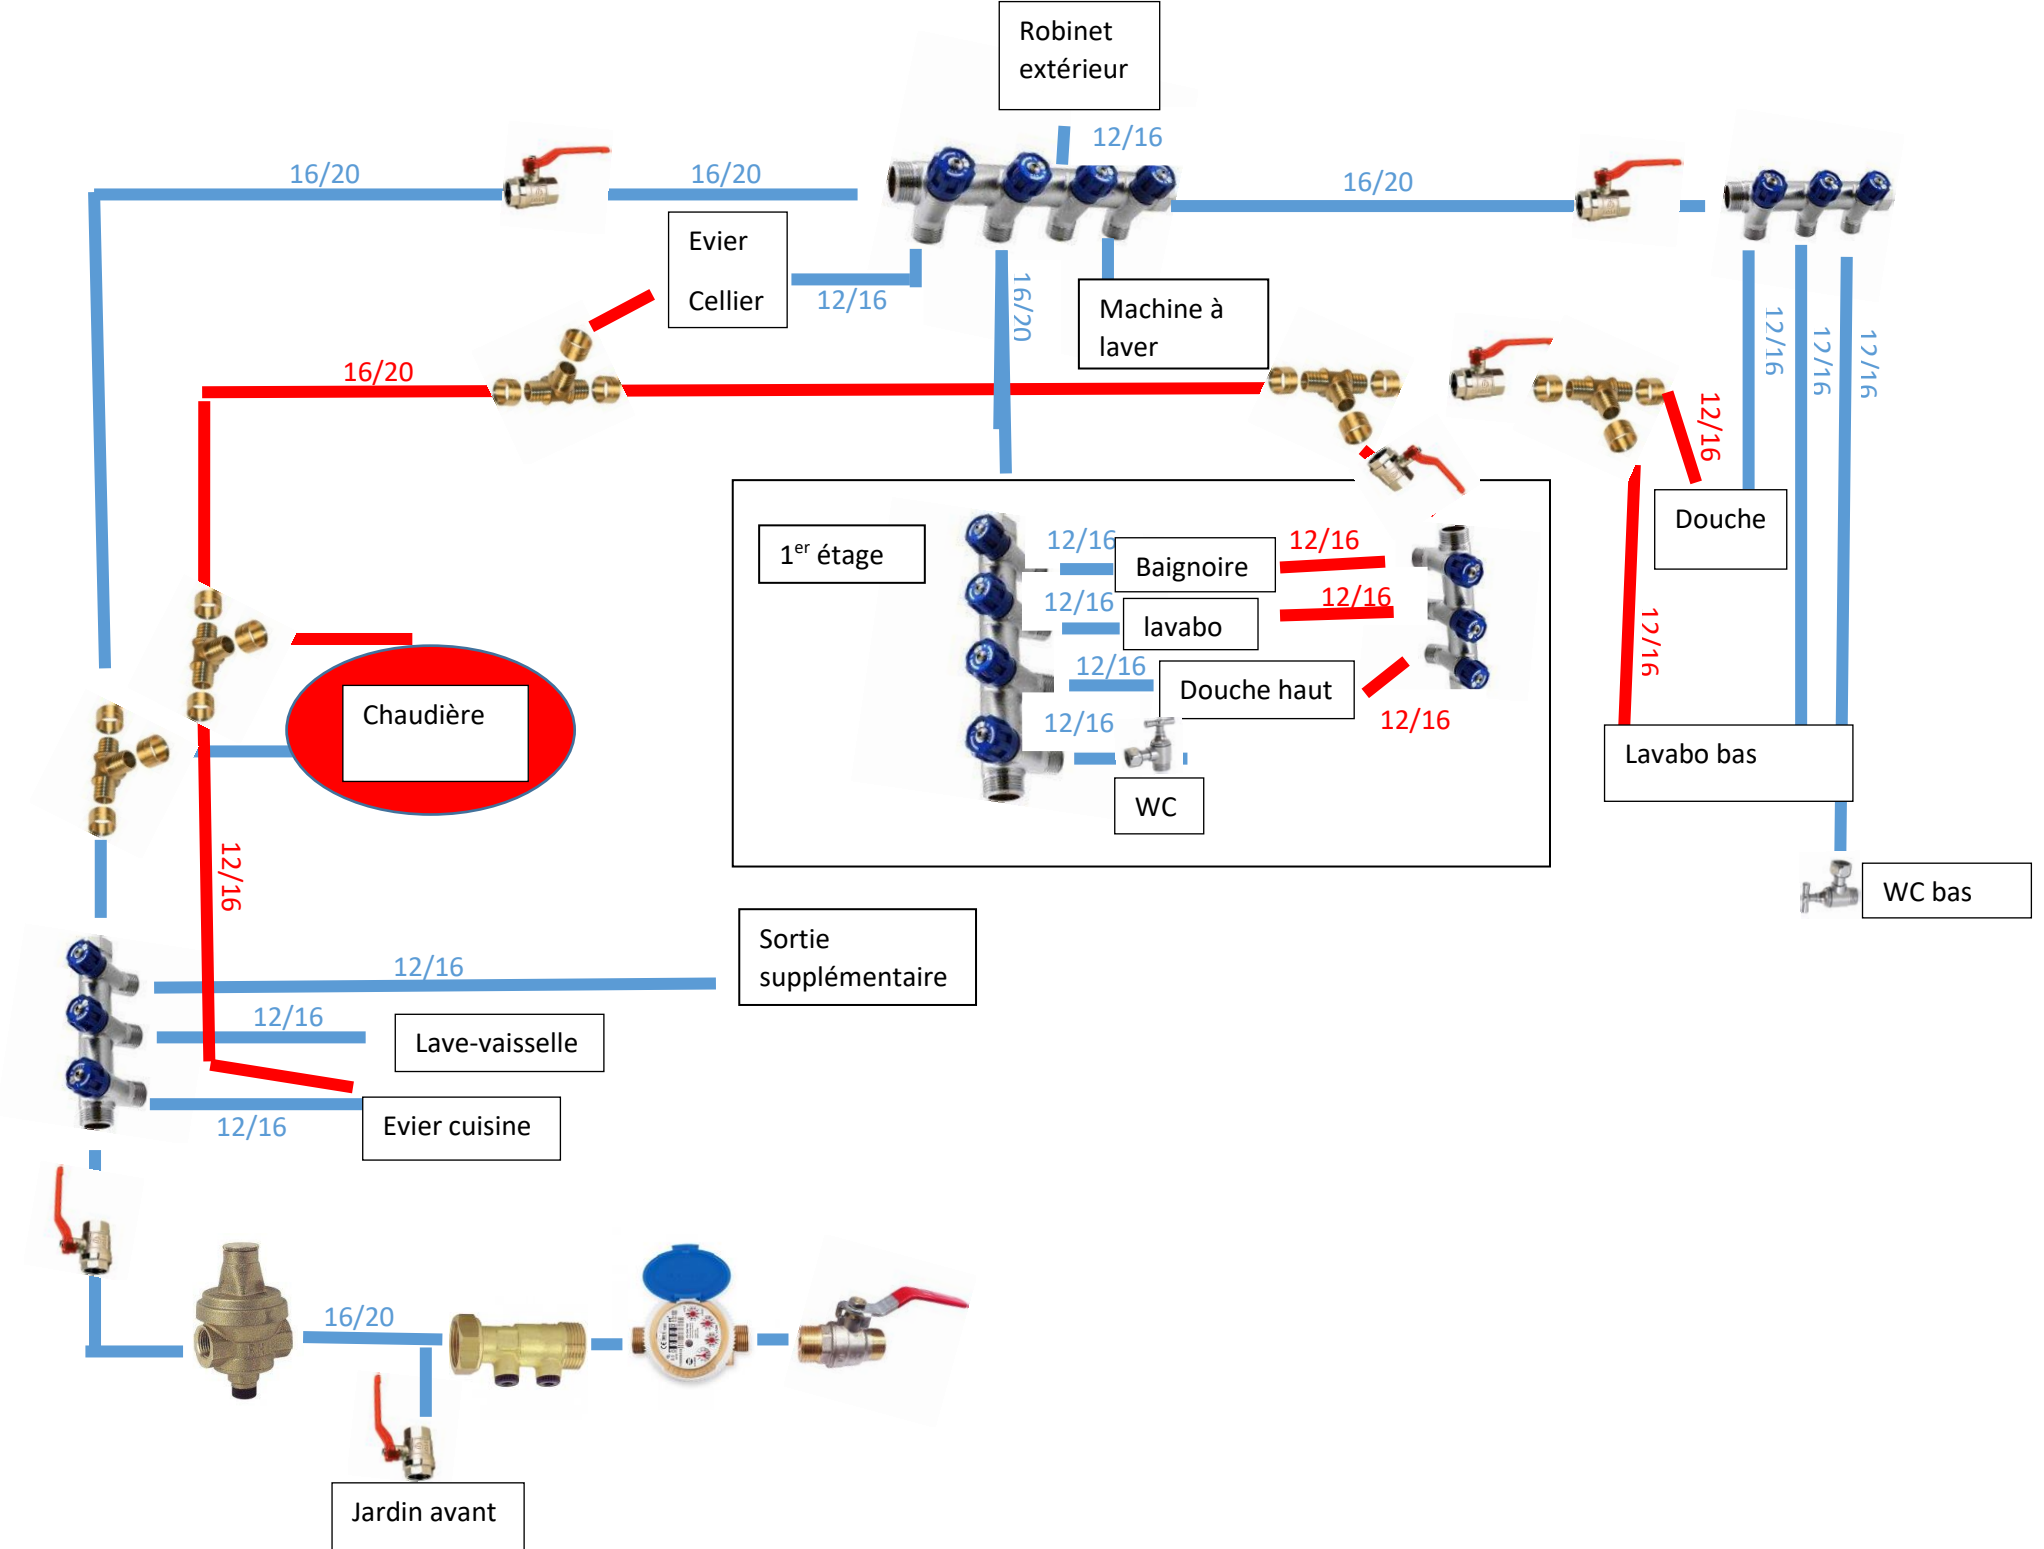 Robinet
extérieur
12/16
16/20
16/20
16/20
Evier
Cellier
12/16
16/20
Machine à
laver
12/16
12/16
12/16
16/20
12/16
Douche
1er étage
12/16
Baignoire
12/16
12/16
lavabo
12/16
12/16
12/16
Douche haut
12/16
12/16
WC
Chaudière
Lavabo bas
12/16
WC bas
Sortie
supplémentaire
12/16
12/16
Lave-vaisselle
Evier cuisine
12/16
16/20
Jardin avant